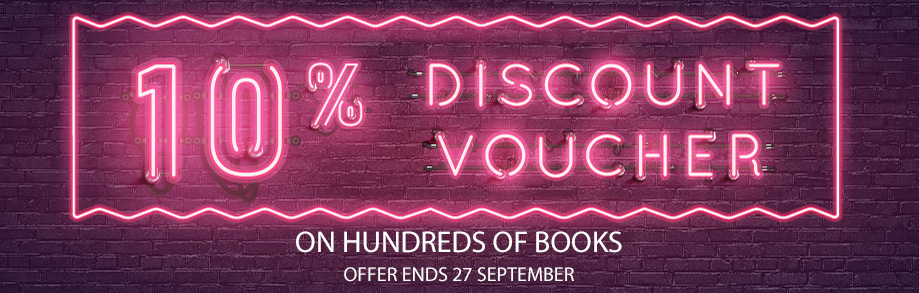 10% DISCOUNT
VOUCHER
ON HUNDREDS OF BOOKS
OFFER ENDS 27 SEPTEMBER